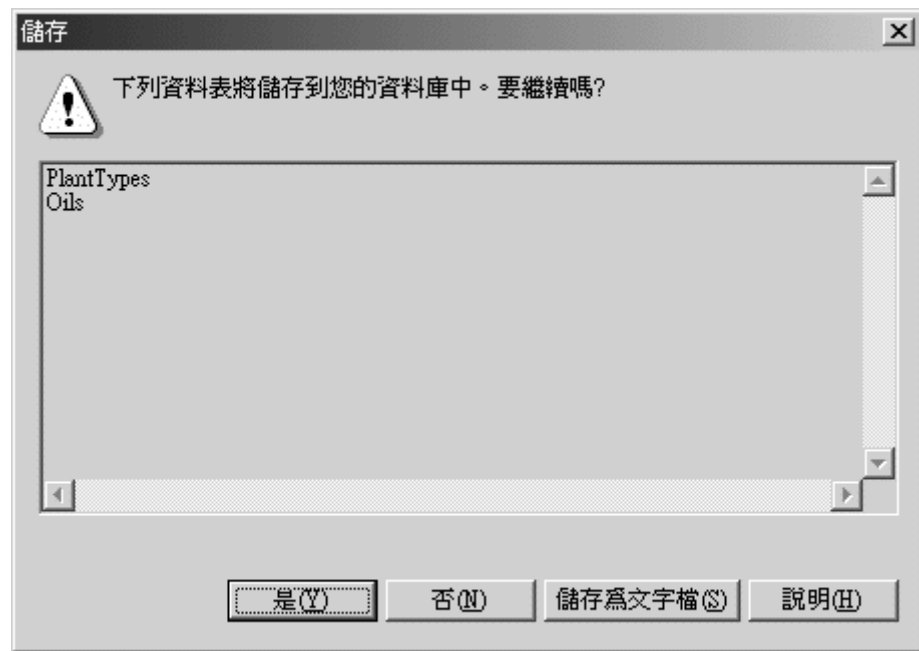 儲存
下列資料表將儲存到您的資料庫中。要繼續嗎?
PlantTypes
Oils
是(Y) 否(N) 儲存為文字檔(S) 說明(H)